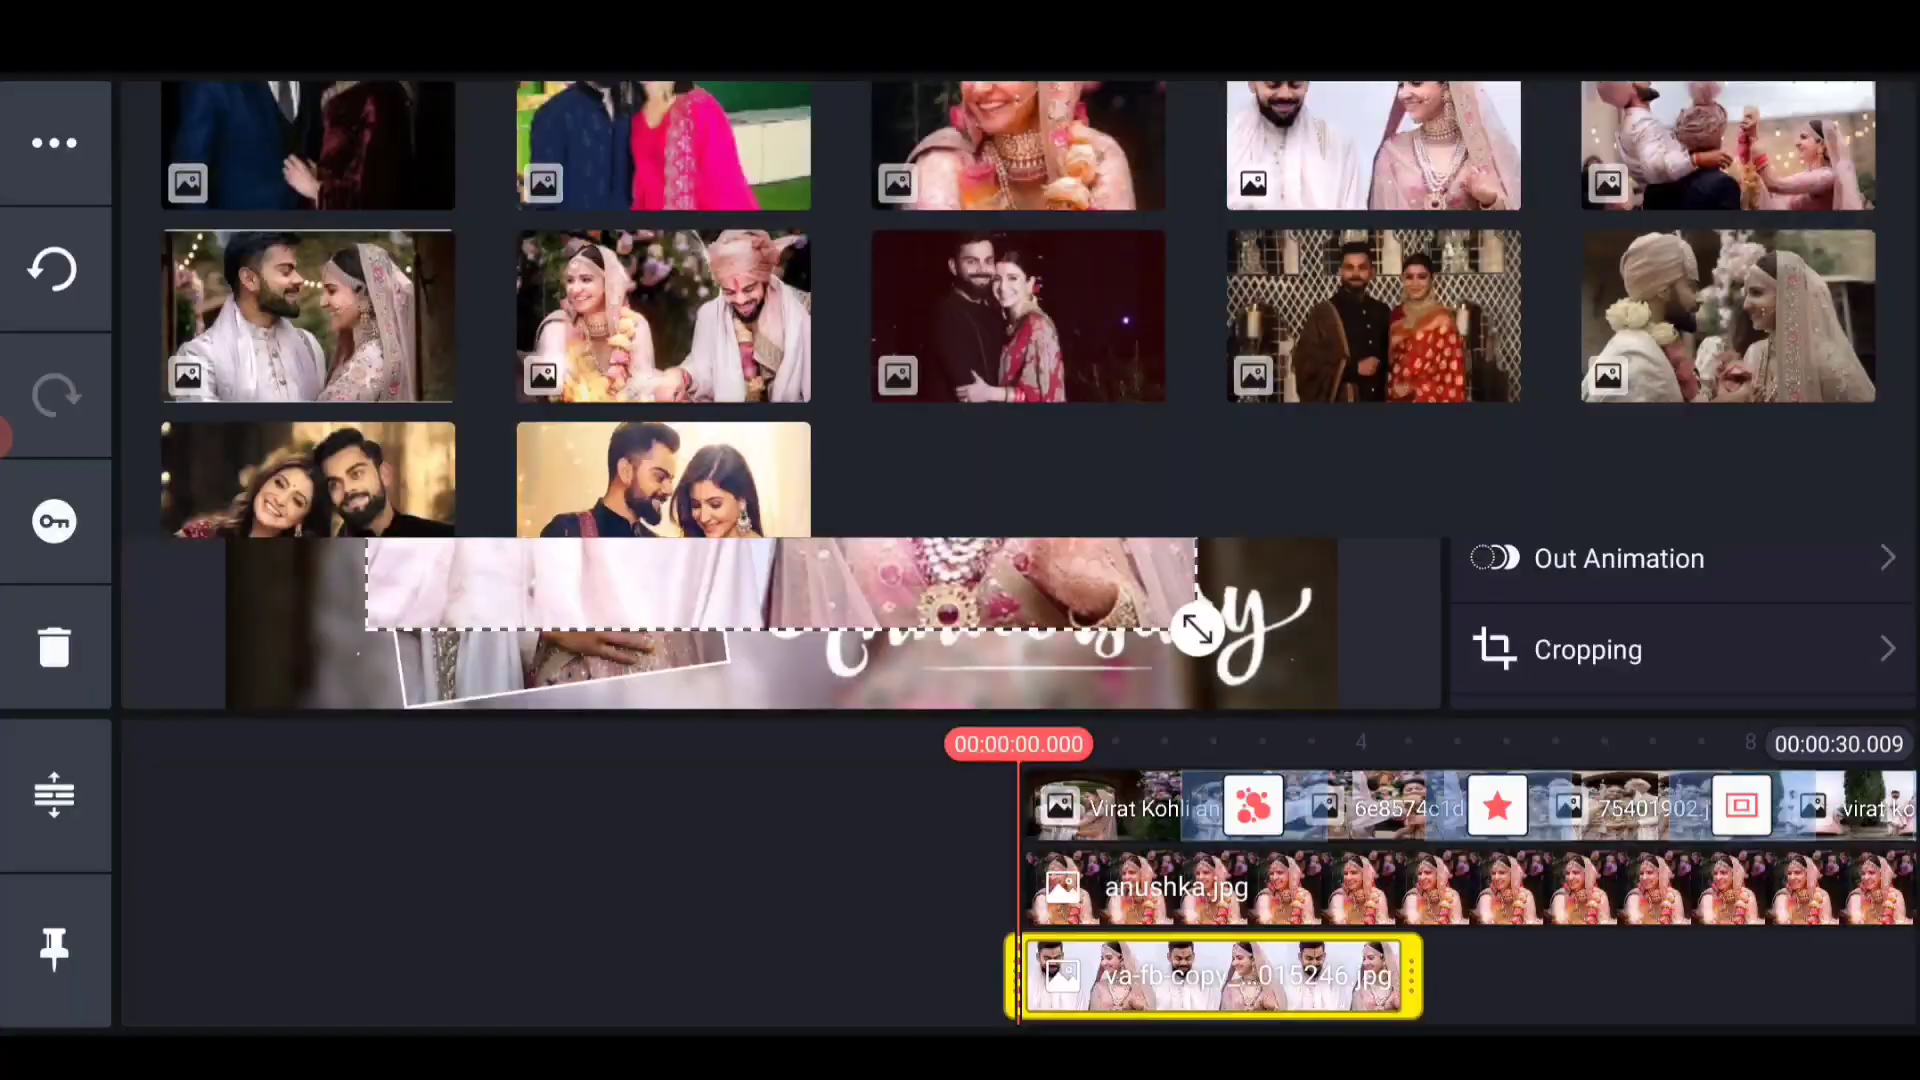 Out Animation
Cropping
00:00:00.000
4
8
00:00:30.009
Virat Kohli an
6e8574c1d
75401902.j
virat ko
anushka.jpg
va-fb-copy_...015246.jpg